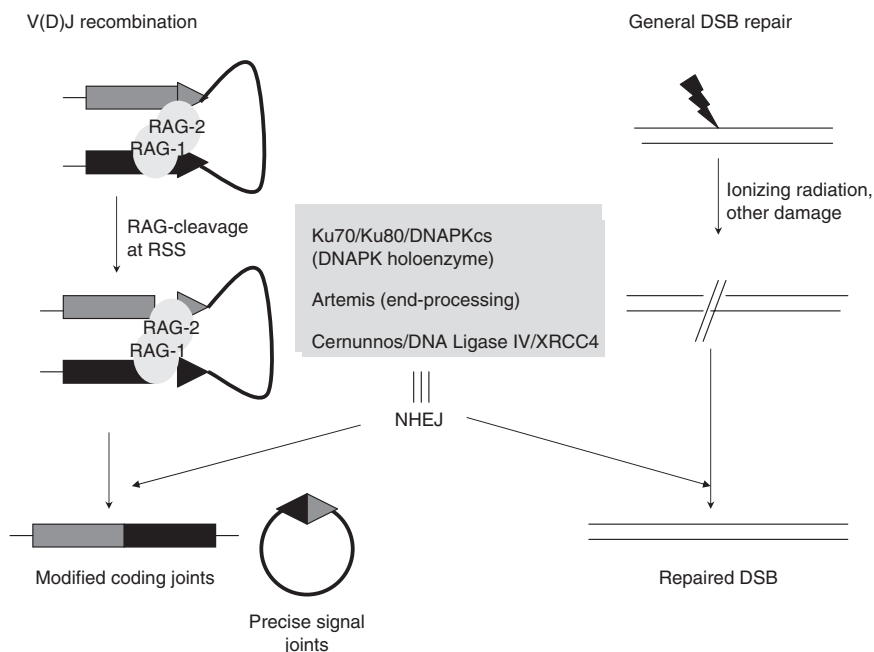 V(D)J recombination
General DSB repair
RAG-2
RAG-1
RAG-cleavage
at RSS
Ionizing radiation,
other damage
Ku70/Ku80/DNAPKcs
(DNAPK holoenzyme)
Artemis (end-processing)
Cernunnos/DNA Ligase IV/XRCC4
RAG-2
RAG-1
NHEJ
Modified coding joints
Precise signal
joints
Repaired DSB